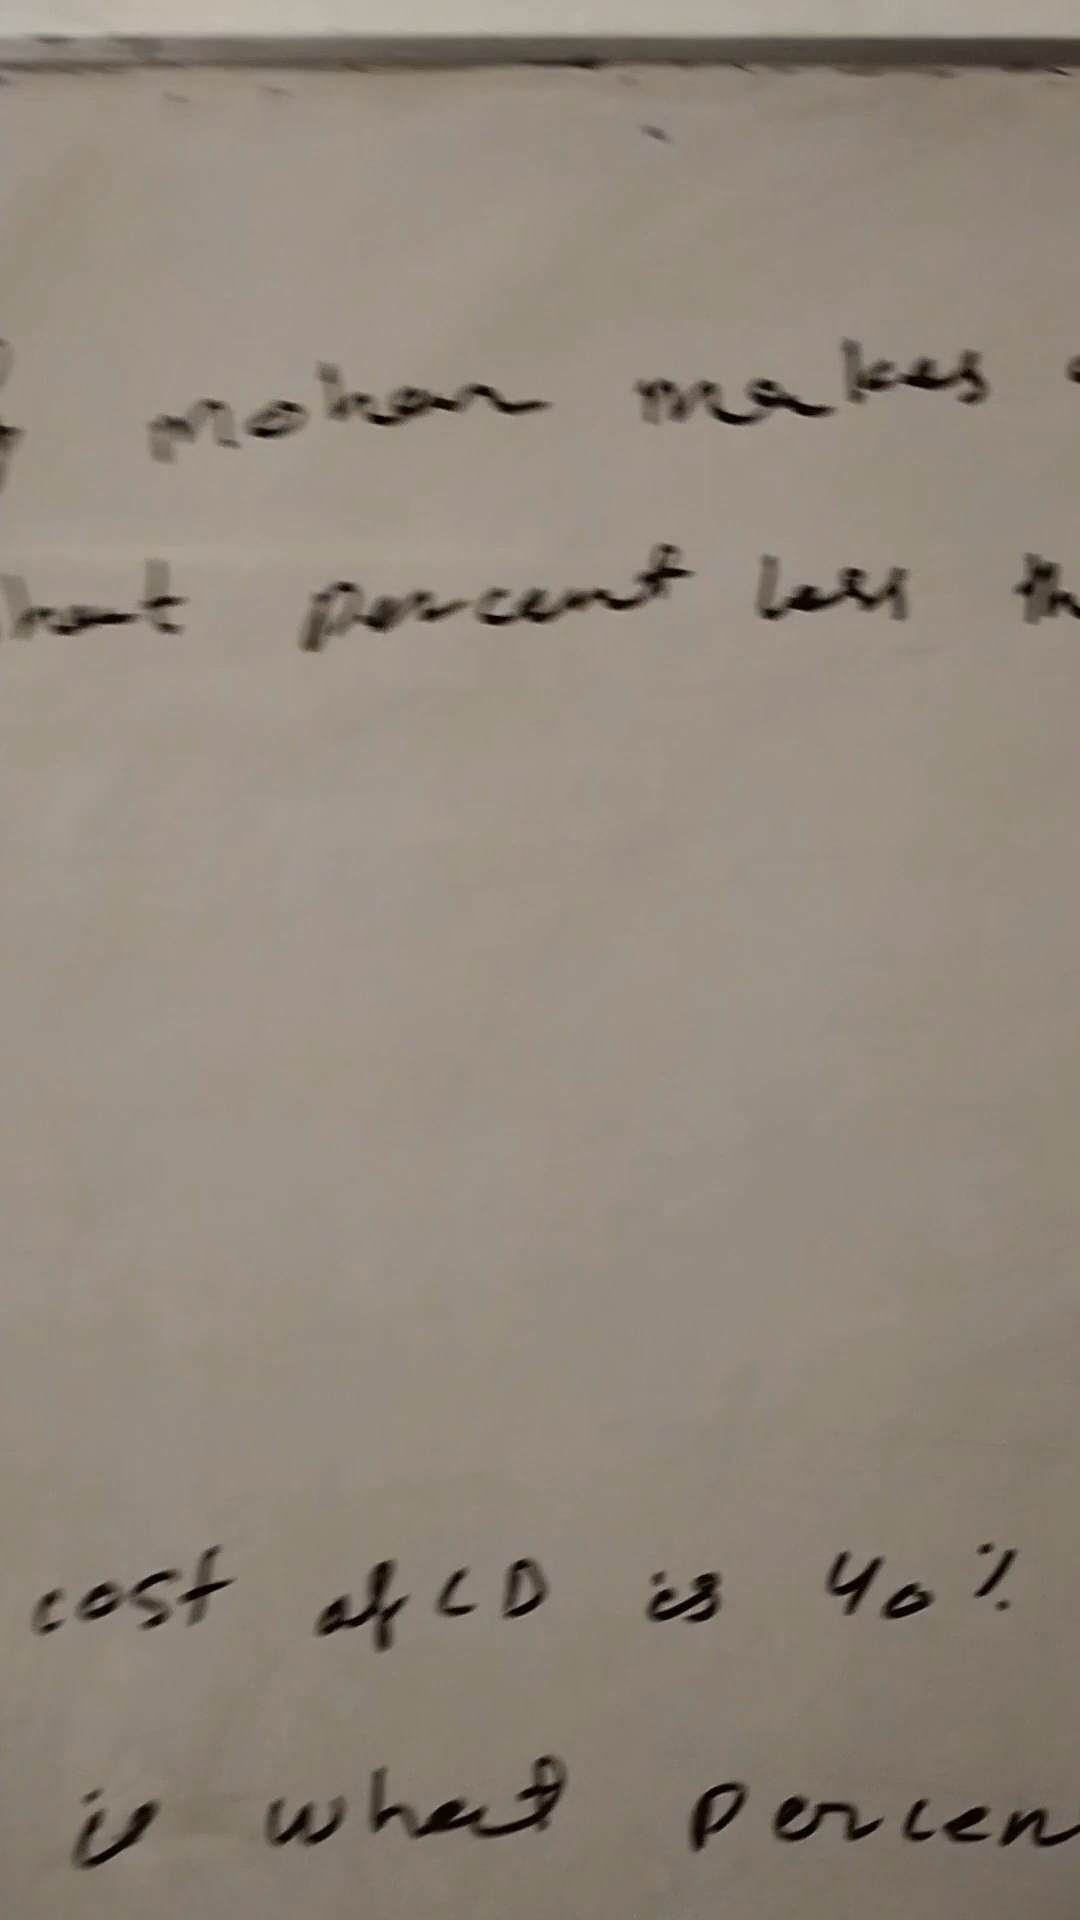 mohan makes
percent less
cost of CD is 40%
is what percen